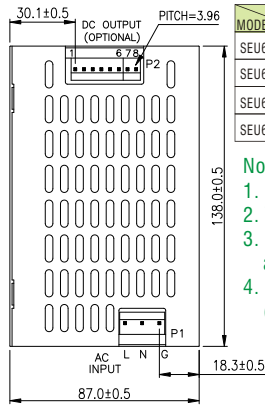 30.1±0.5
DC OUTPUT
(OPTIONAL)
PITCH=3.96
1 6 7 8
P2
138.0±0.5
P1
AC
INPUT
L N G
18.3±0.5
87.0±0.5
MODE
SEU6
SEU6
SEU6
SEU6
No
1.
2.
3.
a
4.